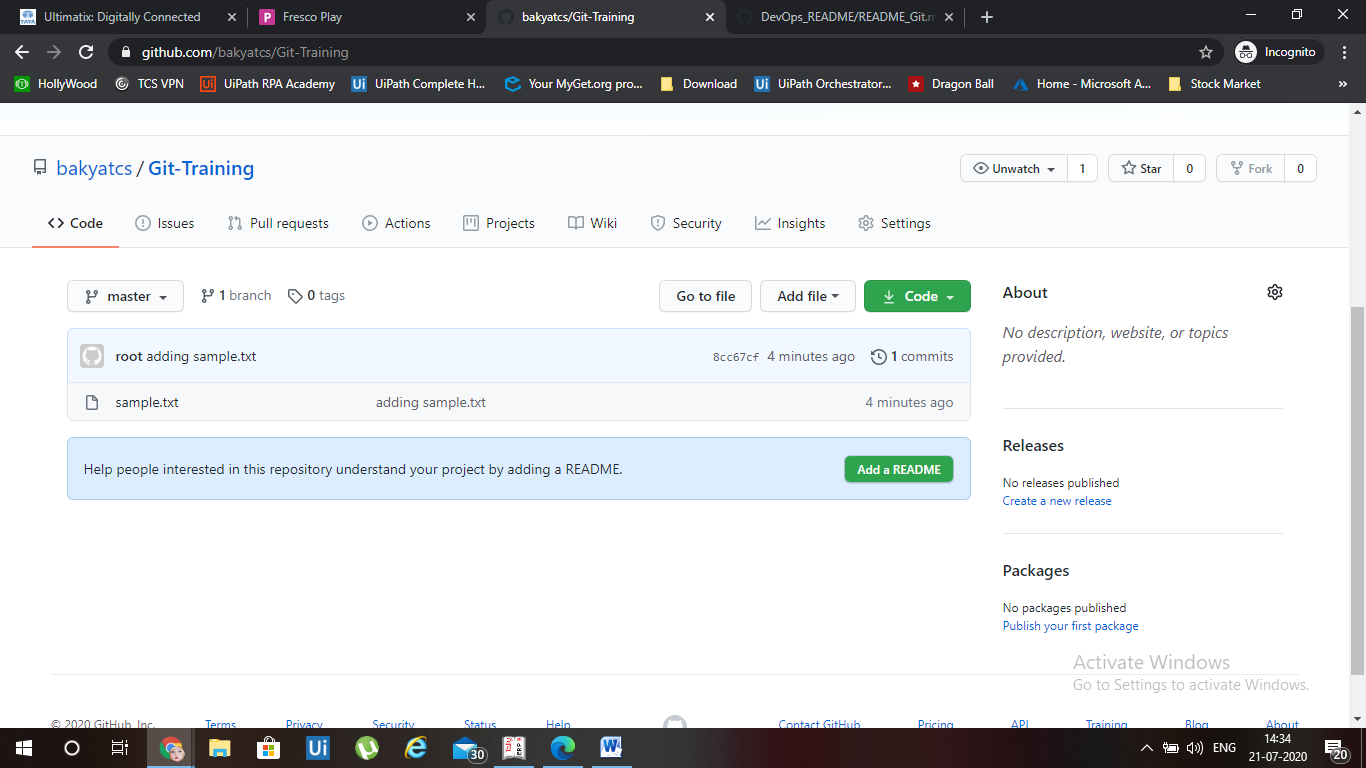 Ultimatix: Digitally Connected
Fresco Play
bakyatcs/Git-Training
DevOps_README/README_Git.m
github.com/bakyatcs/Git-Training
Incognito
HollyWood
TCS VPN
UiPath RPA Academy
UiPath Complete H...
Your MyGet.org pro...
Download
UiPath Orchestrator...
Dragon Ball
Home - Microsoft A...
Stock Market
»
bakyatcs / Git-Training
Unwatch 1
Star 0
Fork 0
Code
Issues
Pull requests
Actions
Projects
Wiki
Security
Insights
Settings
master
1 branch
0 tags
Go to file
Add file
Code
root adding sample.txt
8cc67cf 4 minutes ago
1 commits
sample.txt
adding sample.txt
4 minutes ago
Help people interested in this repository understand your project by adding a README.
Add a README
About
No description, website, or topics
provided.
Releases
No releases published
Create a new release
Packages
No packages published
Publish your first package
Activate Windows
Go to Settings to activate Windows.
© 2020 GitHub, Inc.
Terms
Privacy
Security
Status
Help
Contact GitHub
Pricing
API
Training
Blog
About
30
ENG
14:34
21-07-2020
20